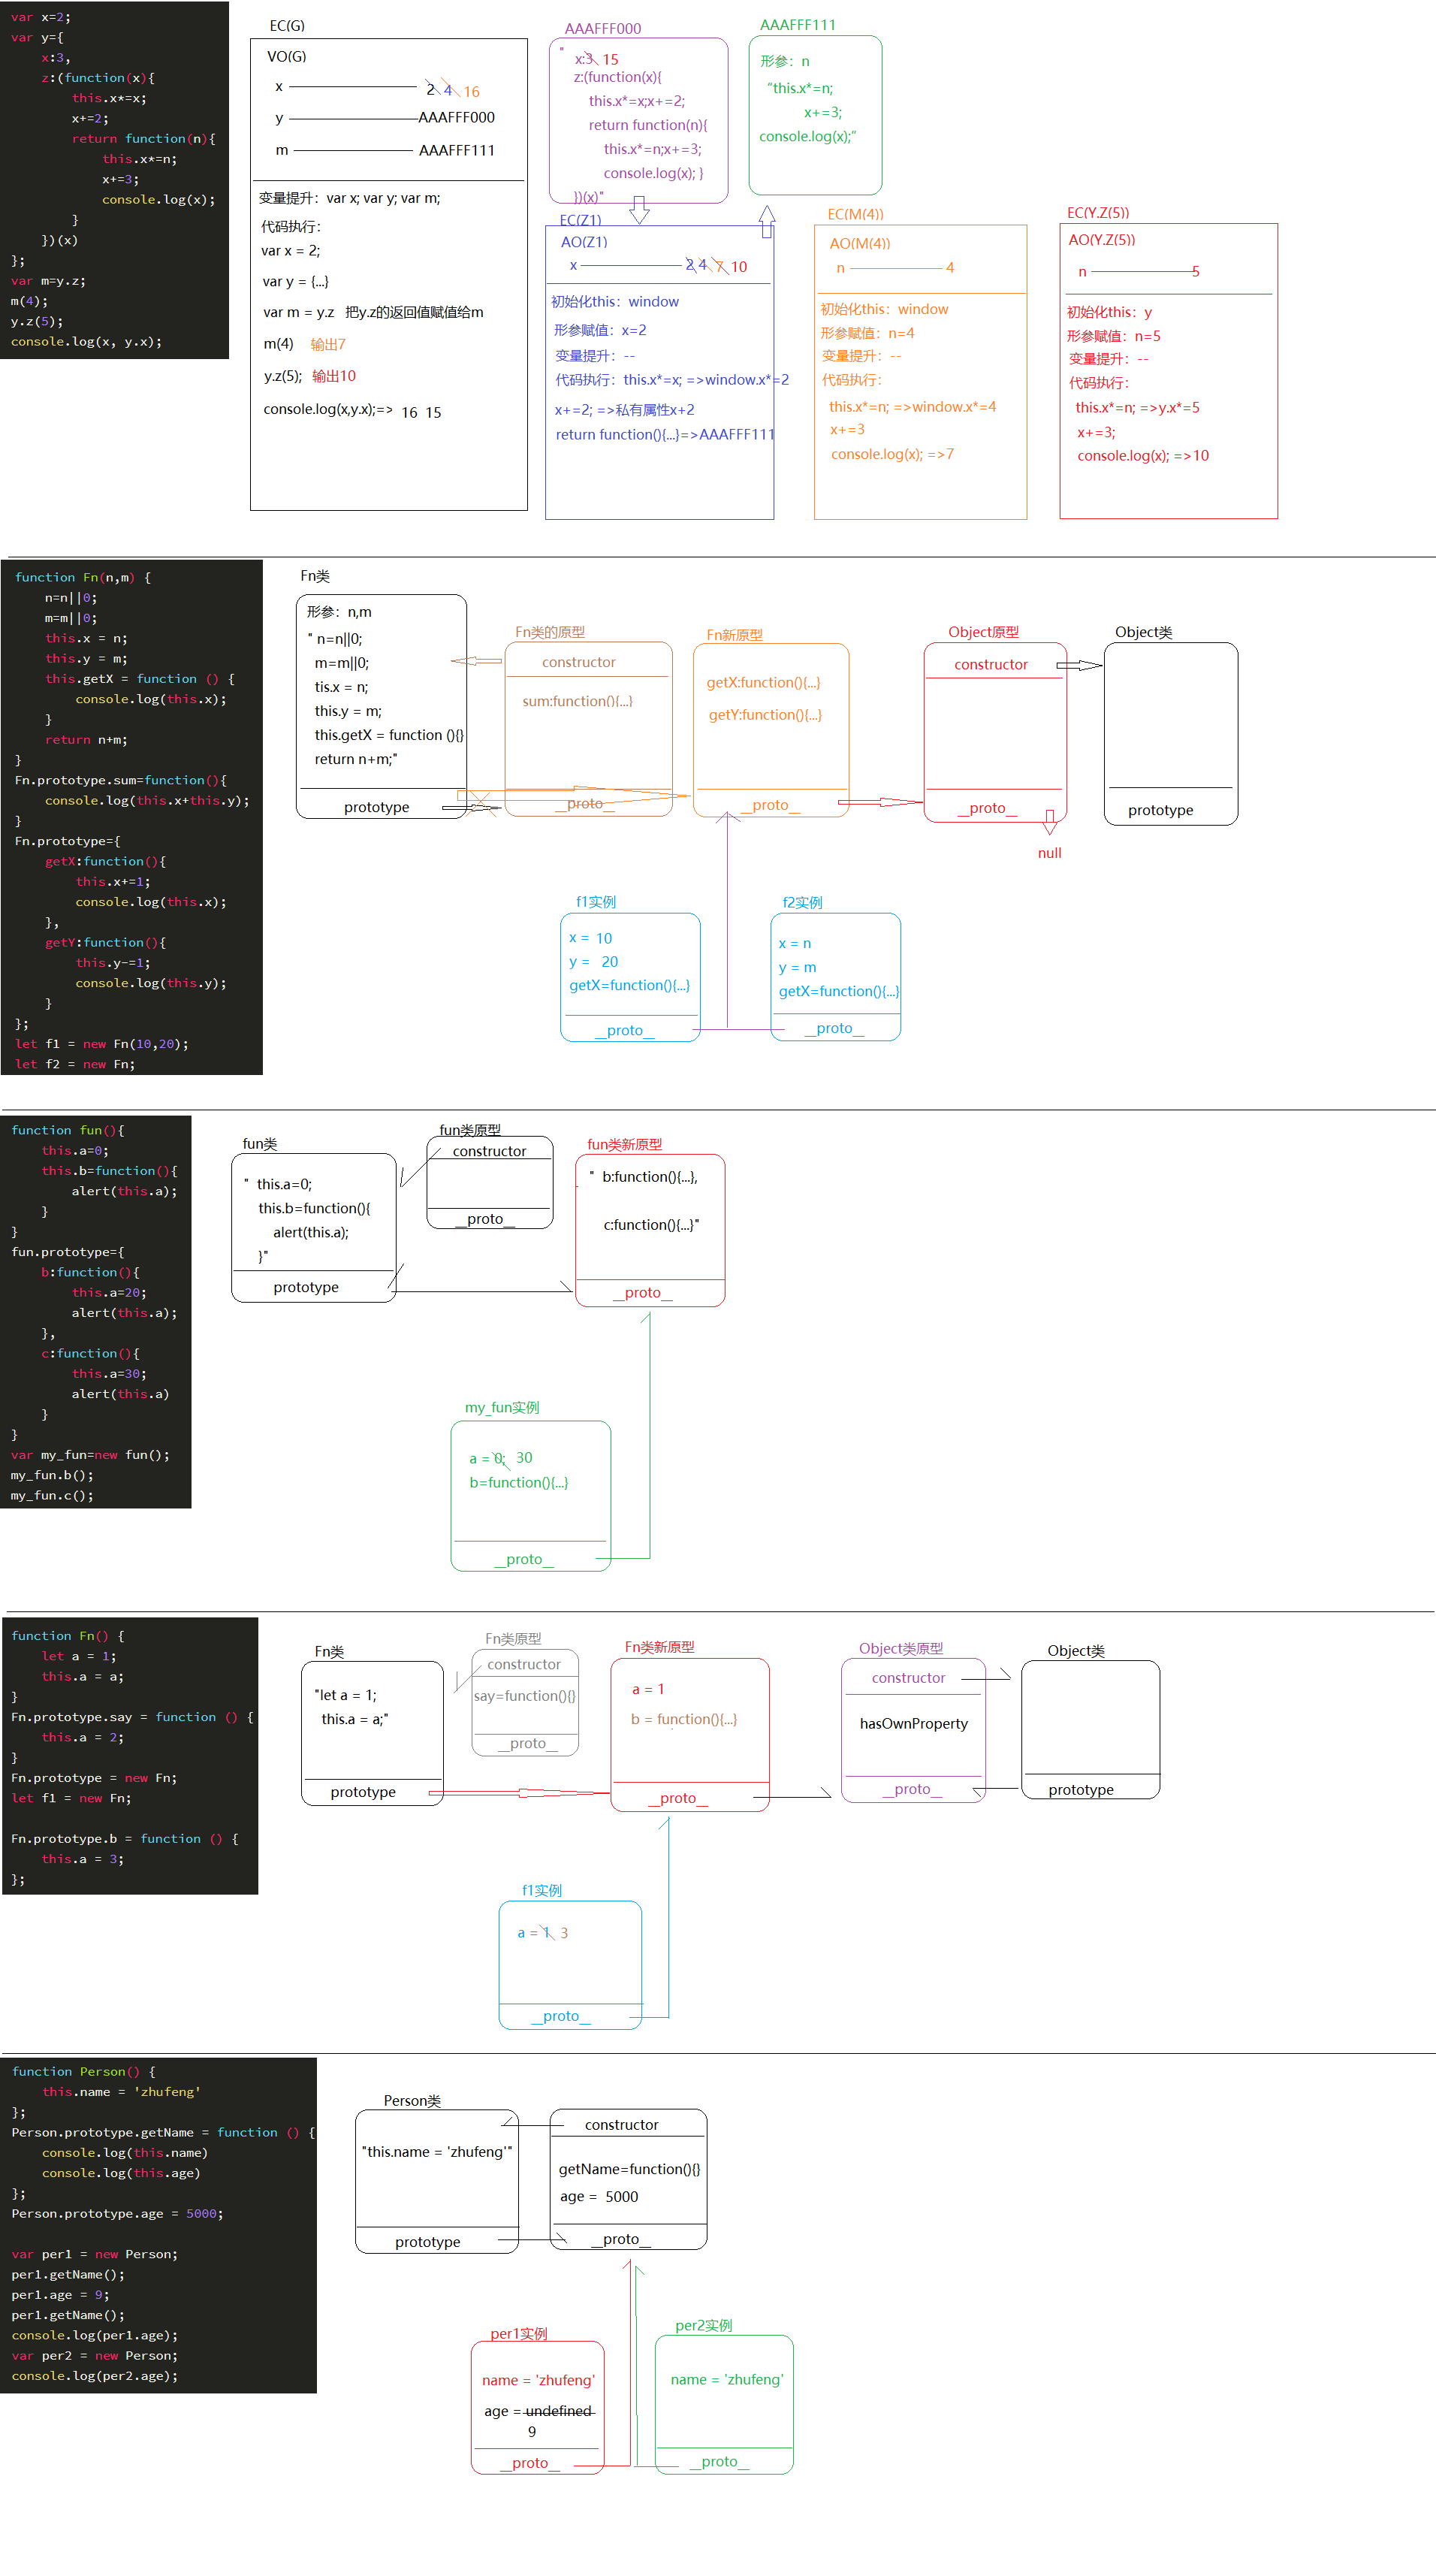 var x=2;
var y={
x:3,
z:(function(x){
this.x*=x;
x+=2;
return function(n){
this.x*=n;
x+=3;
console.log(x);
}
})(x)
};
var m=y.z;
m(4);
y.z(5);
console.log(x, y.x);
EC(G)
VO(G)
x 2 4 16
y AAAFFF000
m AAAFFF111
变量提升：var x; var y; var m;
代码执行：
var x = 2;
var y = {...}
var m = y.z 把y.z的返回值赋值给m
m(4) 输出7
y.z(5); 输出10
console.log(x,y.x);=> 16 15
AAAFFF000
" x:3 15
z:(function(x){
this.x*=x;x+=2;
return function(n){
this.x*=n;x+=3;
console.log(x); }
})(x)"
AAAFFF111
形参：n
“this.x*=n;
x+=3;
console.log(x);”
EC(Z1)
AO(Z1)
x 2 4 7 10
初始化this：window
形参赋值：x=2
变量提升：--
代码执行：this.x*=x; =>window.x*=2
x+=2; =>私有属性x+2
return function(){...}=>AAAFFF111
EC(M(4))
AO(M(4))
n 4
初始化this：window
形参赋值：n=4
变量提升：--
代码执行：
this.x*=n; =>window.x*=4
x+=3
console.log(x); =>7
EC(Y.Z(5))
AO(Y.Z(5))
n 5
初始化this：y
形参赋值：n=5
变量提升：--
代码执行：
this.x*=n; =>y.x*=5
x+=3;
console.log(x); =>10
function Fn(n,m) {
n=n||0;
m=m||0;
this.x = n;
this.y = m;
this.getX = function () {
console.log(this.x);
}
return n+m;
}
Fn.prototype.sum=function(){
console.log(this.x+this.y);
}
Fn.prototype={
getX:function(){
this.x+=1;
console.log(this.x);
},
getY:function(){
this.y-=1;
console.log(this.y);
}
};
let f1 = new Fn(10,20);
let f2 = new Fn;
Fn类
形参：n,m
" n=n||0;
m=m||0;
tis.x = n;
this.y = m;
this.getX = function (){}
return n+m;"
prototype
Fn类的原型
constructor
sum:function(){...}
__proto__
Fn新原型
getX:function(){...}
getY:function(){...}
__proto__
Object原型
constructor
__proto__
null
Object类
prototype
f1实例
x = 10
y = 20
getX=function(){...}
__proto__
f2实例
x = n
y = m
getX=function(){...}
__proto__
function fun(){
this.a=0;
this.b=function(){
alert(this.a);
}
}
fun.prototype={
b:function(){
this.a=20;
alert(this.a);
},
c:function(){
this.a=30;
alert(this.a)
}
}
var my_fun=new fun();
my_fun.b();
my_fun.c();
fun类
" this.a=0;
this.b=function(){
alert(this.a);
}"
prototype
fun类原型
constructor
__proto__
fun类新原型
" b:function(){...},
c:function(){...}"
__proto__
my_fun实例
a = 0; 30
b=function(){...}
__proto__
function Fn() {
let a = 1;
this.a = a;
}
Fn.prototype.say = function () {
this.a = 2;
}
Fn.prototype = new Fn;
let f1 = new Fn;
Fn.prototype.b = function () {
this.a = 3;
};
Fn类
"let a = 1;
this.a = a;"
prototype
Fn类原型
constructor
say=function(){}
__proto__
Fn类新原型
a = 1
b = function(){...}
__proto__
Object类原型
constructor
hasOwnProperty
__proto__
Object类
prototype
f1实例
a = 1 3
__proto__
function Person() {
this.name = 'zhufeng'
};
Person.prototype.getName = function () {
console.log(this.name)
console.log(this.age)
};
Person.prototype.age = 5000;
var per1 = new Person;
per1.getName();
per1.age = 9;
per1.getName();
console.log(per1.age);
var per2 = new Person;
console.log(per2.age);
Person类
"this.name = 'zhufeng'"
prototype
constructor
getName=function(){}
age = 5000
__proto__
per1实例
name = 'zhufeng'
age = undefined
9
__proto__
per2实例
name = 'zhufeng'
__proto__